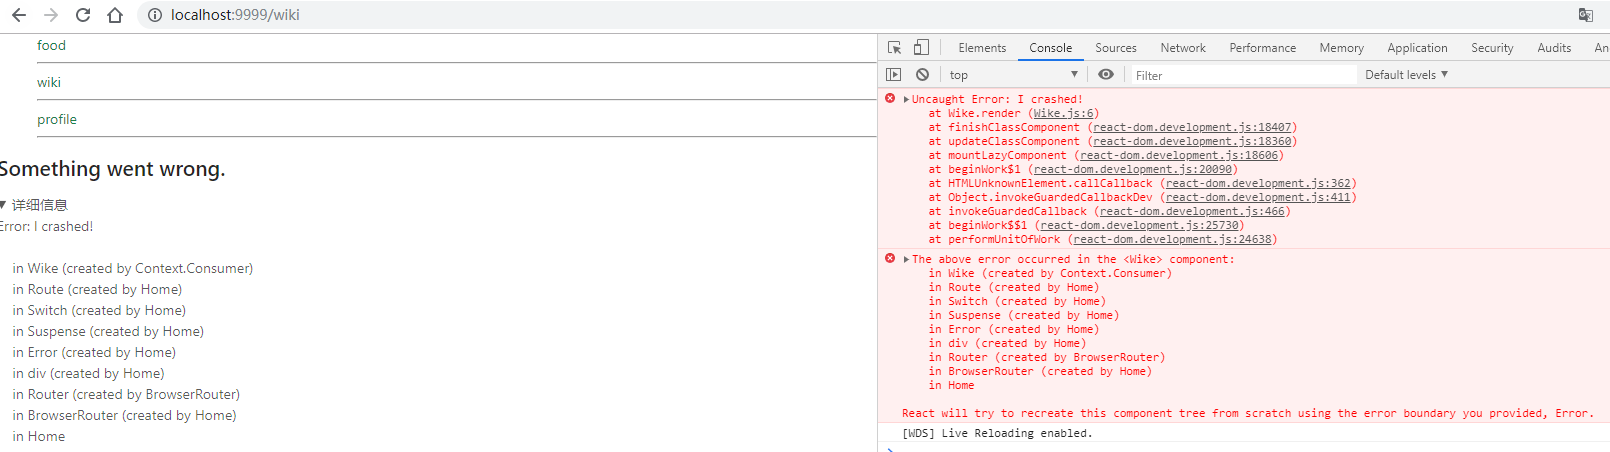 localhost:9999/wiki
food
wiki
profile
Something went wrong.
▼ 详细信息
Error: I crashed!
in Wike (created by Context.Consumer)
in Route (created by Home)
in Switch (created by Home)
in Suspense (created by Home)
in Error (created by Home)
in div (created by Home)
in Router (created by BrowserRouter)
in BrowserRouter (created by Home)
in Home
Elements Console Sources Network Performance Memory Application Security Audits An
top ▼ Filter Default levels ▼
▶Uncaught Error: I crashed!
at Wike.render (Wike.js:6)
at finishClassComponent (react-dom.development.js:18407)
at updateClassComponent (react-dom.development.js:18360)
at mountLazyComponent (react-dom.development.js:18606)
at beginWork$1 (react-dom.development.js:20090)
at HTMLUnknownElement.callCallback (react-dom.development.js:362)
at Object.invokeGuardedCallbackDev (react-dom.development.js:411)
at invokeGuardedCallback (react-dom.development.js:466)
at beginWork$$1 (react-dom.development.js:25730)
at performUnitOfWork (react-dom.development.js:24638)
▶The above error occurred in the <Wike> component:
in Wike (created by Context.Consumer)
in Route (created by Home)
in Switch (created by Home)
in Suspense (created by Home)
in Error (created by Home)
in div (created by Home)
in Router (created by BrowserRouter)
in BrowserRouter (created by Home)
in Home
React will try to recreate this component tree from scratch using the error boundary you provided, Error.
[WDS] Live Reloading enabled.